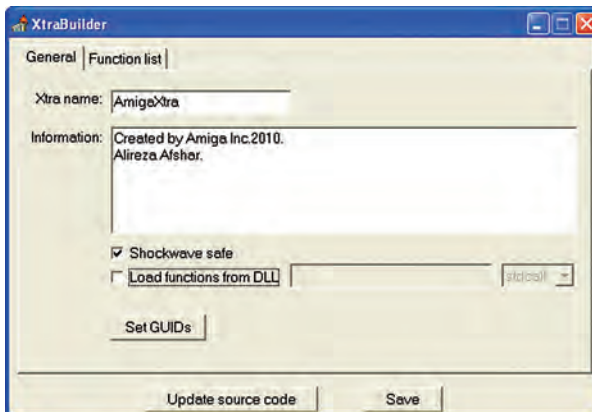 XtraBuilder
General Function list
Xtra name: AmigaXtra
Information: Created by Amiga Inc.2010.
Alireza Afshar.
Shockwave safe
Load functions from DLL stdcall
Set GUIDs
Update source code Save